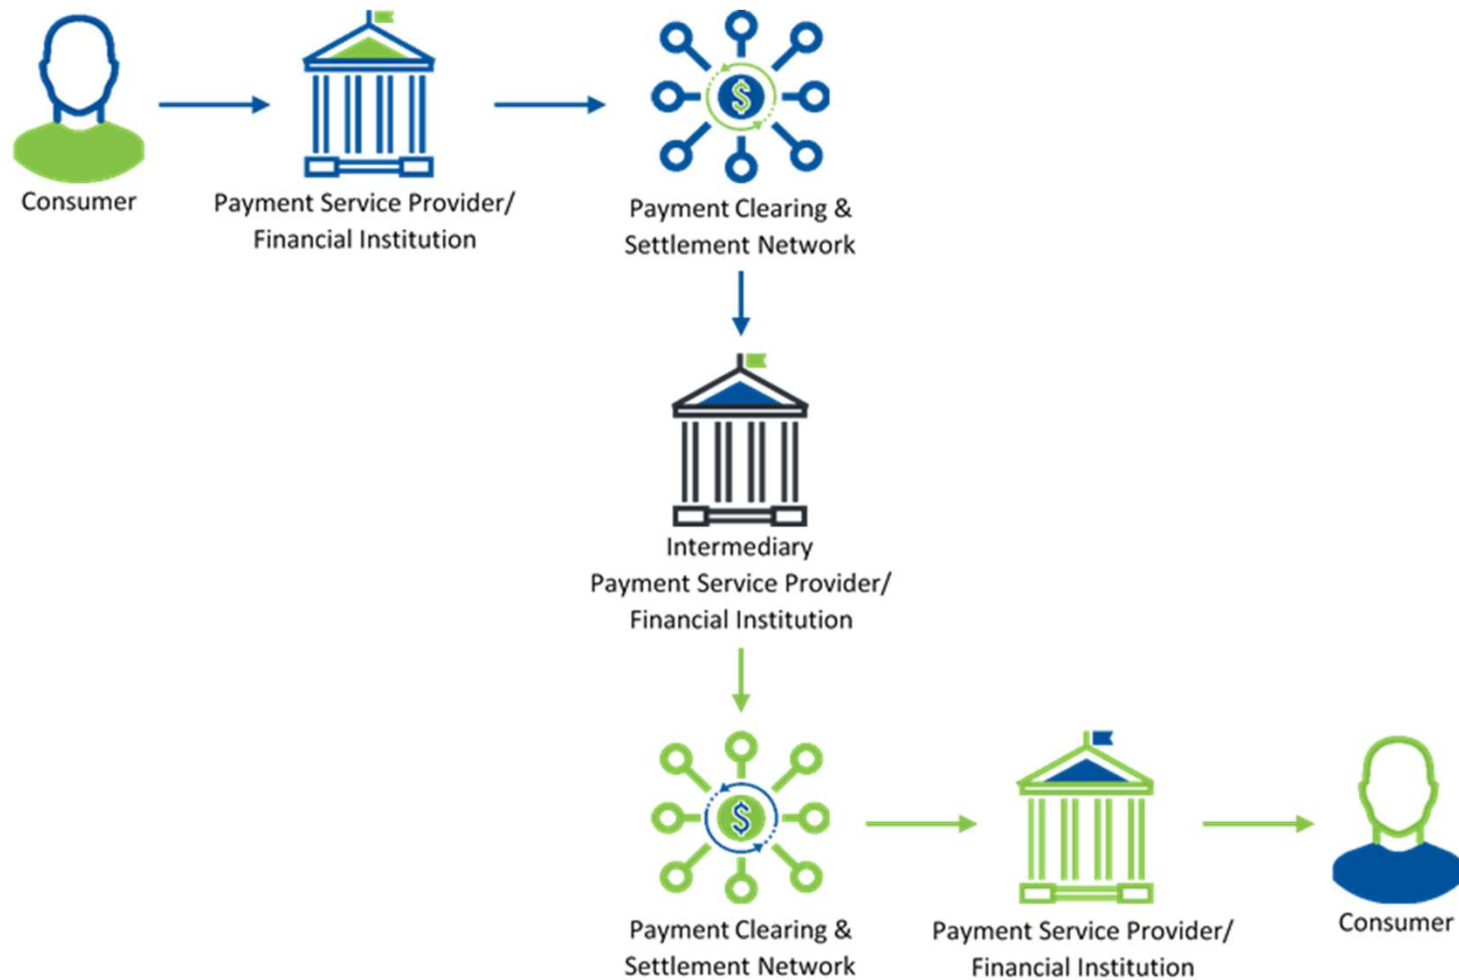 Consumer
Payment Service Provider/
Financial Institution
$
Payment Clearing &
Settlement Network
Intermediary
Payment Service Provider/
Financial Institution
$
Payment Clearing &
Settlement Network
Payment Service Provider/
Financial Institution
Consumer